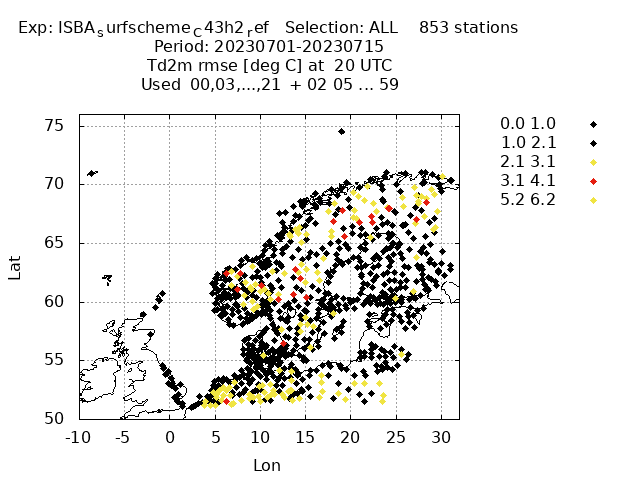 Exp: ISBAsurfschemeC43h2ref Selection: ALL 853 stations
Period: 20230701-20230715
Td2m rmse [deg C] at 20 UTC
Used 00,03,...,21 + 02 05 ... 59
0.0 1.0
1.0 2.1
2.1 3.1
3.1 4.1
5.2 6.2
75
70
65
60
55
50
Lat
-10 -5 0 5 10 15 20 25 30
Lon